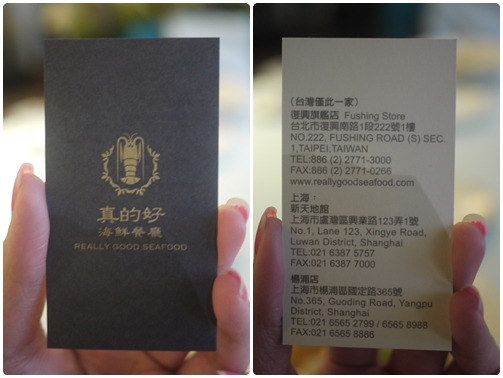 真的好
海鮮餐廳
REALLY GOOD SEAFOOD
(台灣僅此一家)
復興旗艦店 Fushing Store
台北市復興南路1段222號1樓
NO.222, FUSHING ROAD (S) SEC.
1,TAIPEI,TAIWAN
TEL:886 (2) 2771-3000
FAX:886 (2) 2771-0266
www.reallygoodseafood.com
上海：
新天地館
上海市盧灣區興業路123弄1號
No.1, Lane 123, Xingye Road,
Luwan District, Shanghai
TEL:021 6387 5757
FAX:021 6387 7000
楊浦店
上海市楊浦區國定路365號
No.365, Guoding Road, Yangpu
District, Shanghai
TEL:021 6565 2799 / 6565 8988
FAX:021 6565 8886